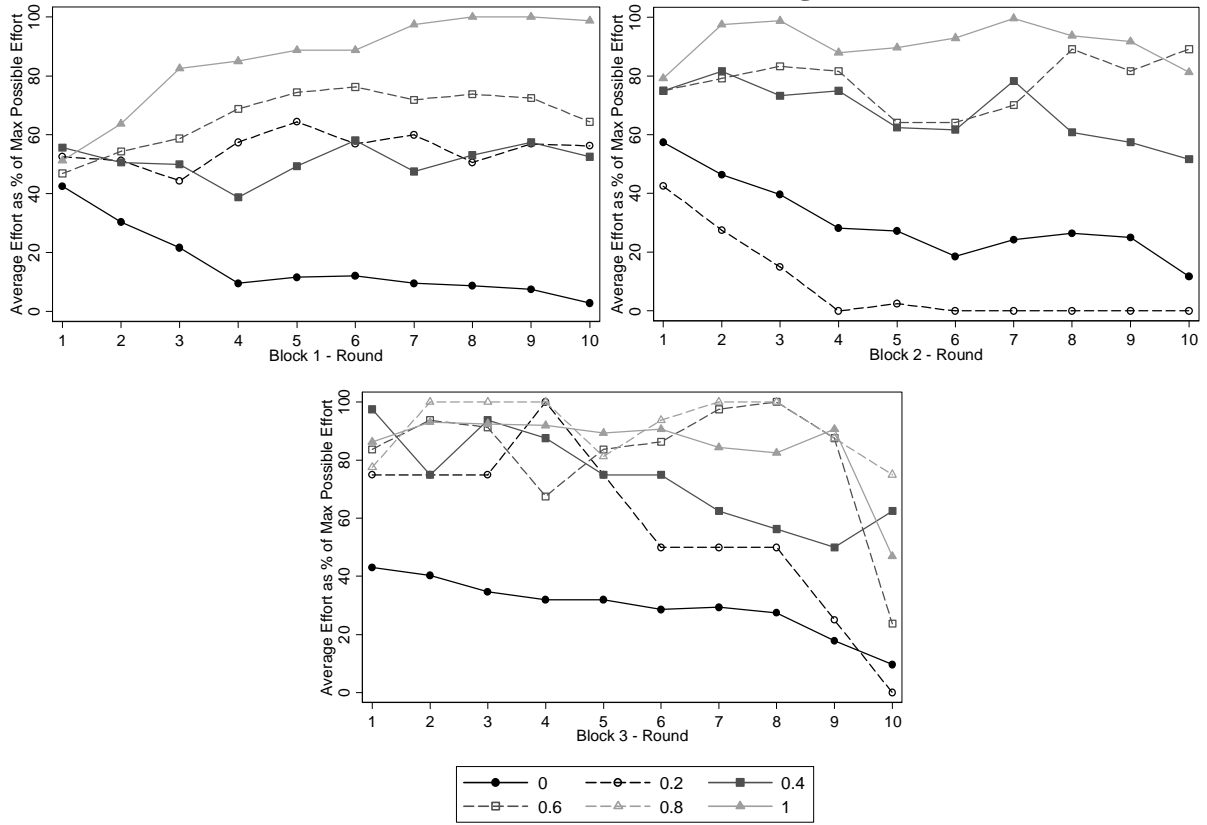 Average Effort as % of Max Possible Effort
100
80
60
40
20
0
1 2 3 4 5 6 7 8 9 10
Block 1 - Round
Average Effort as % of Max Possible Effort
100
80
60
40
20
0
1 2 3 4 5 6 7 8 9 10
Block 2 - Round
Average Effort as % of Max Possible Effort
100
80
60
40
20
0
1 2 3 4 5 6 7 8 9 10
Block 3 - Round
0 0.2 0.4
0.6 0.8 1